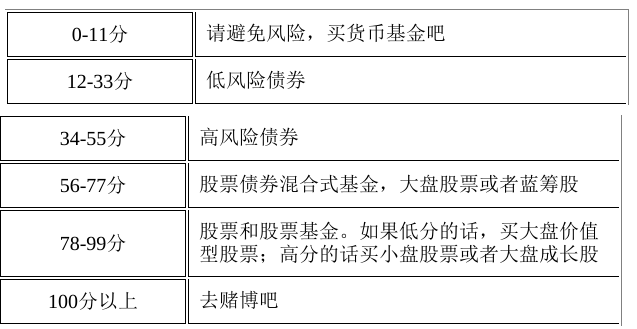 0-11分
请避免风险，买货币基金吧
12-33分
低风险债券
34-55分
高风险债券
56-77分
股票债券混合式基金，大盘股票或者蓝筹股
78-99分
股票和股票基金。如果低分的话，买大盘价值
型股票；高分的话买小盘股票或者大盘成长股
100分以上
去赌博吧